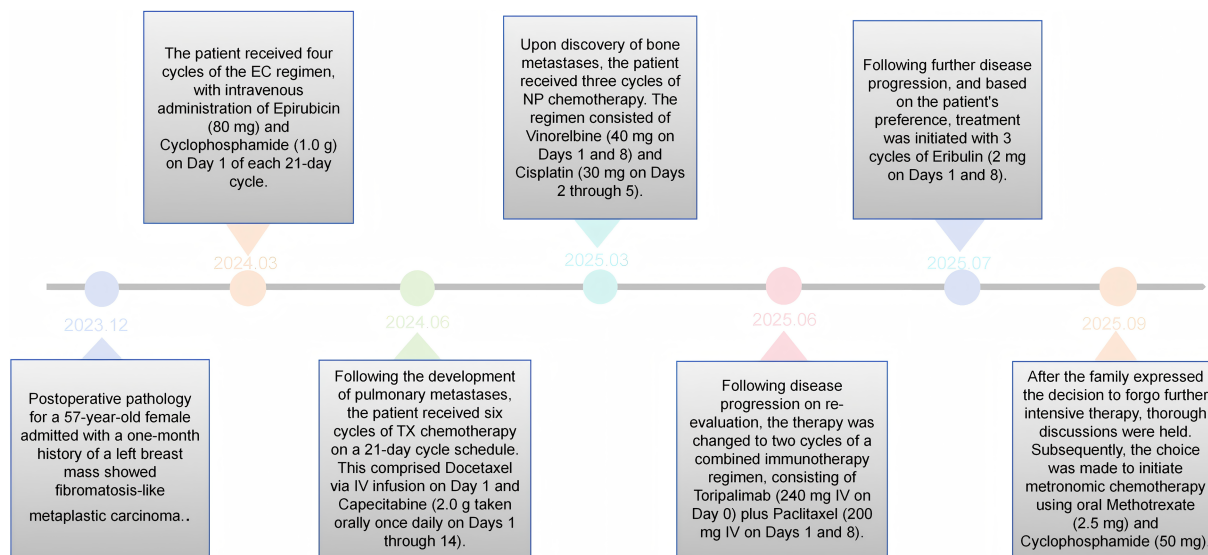 The patient received four
cycles of the EC regimen,
with intravenous
administration of Epirubicin
(80 mg) and
Cyclophosphamide (1.0 g)
on Day 1 of each 21-day
cycle.
Upon discovery of bone
metastases, the patient
received three cycles of
NP chemotherapy. The
regimen consisted of
Vinorelbine (40 mg on
Days 1 and 8) and
Cisplatin (30 mg on Days
2 through 5).
Following further disease
progression, and based on
the patient's
preference, treatment
was initiated with 3
cycles of Eribulin (2 mg
on Days 1 and 8).
2024.03
2025.03
2025.07
2023.12
2024.06
2025.06
2025.09
Postoperative pathology
for a 57-year-old female
admitted with a one-month
history of a left breast
mass showed
fibromatosis-like
metaplastic carcinoma..
Following the development
of pulmonary metastases,
the patient received six
cycles of TX chemotherapy
on a 21-day cycle schedule.
This comprised Docetaxel
via IV infusion on Day 1 and
Capecitabine (2.0 g taken
orally once daily on Days 1
through 14).
Following disease
progression on re-
evaluation, the therapy was
changed to two cycles of a
combined immunotherapy
regimen, consisting of
Toripalimab (240 mg IV on
Day 0) plus Paclitaxel (200
mg IV on Days 1 and 8).
After the family expressed
the decision to forgo further
intensive therapy, thorough
discussions were held.
Subsequently, the choice
was made to initiate
metronomic chemotherapy
using oral Methotrexate
(2.5 mg) and
Cyclophosphamide (50 mg)